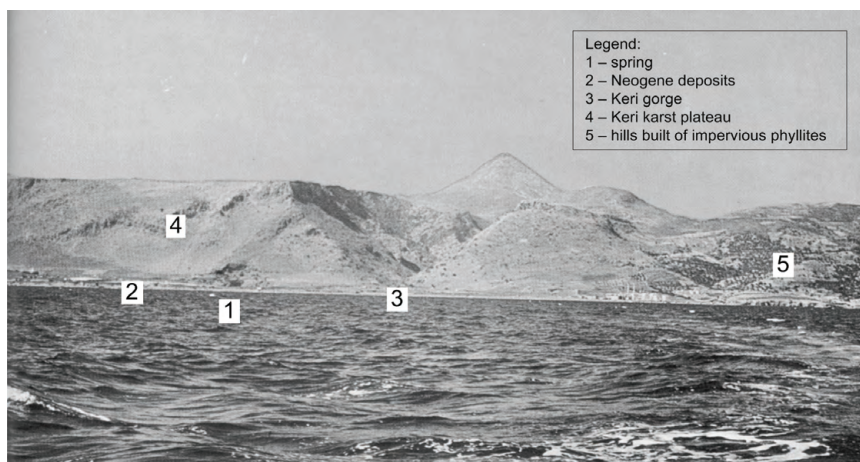 Legend:
1 – spring
2 – Neogene deposits
3 – Keri gorge
4 – Keri karst plateau
5 – hills built of impervious phyllites
4
5
2
3
1